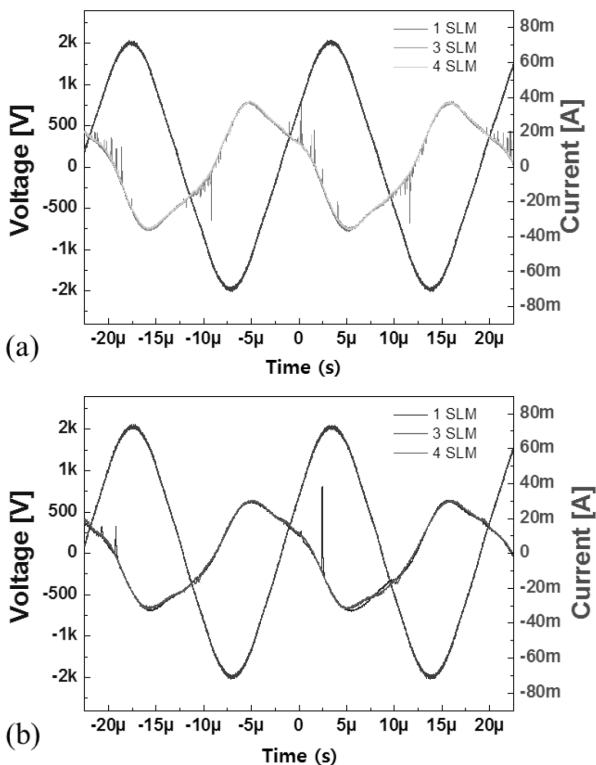 2k
1k
500
0
-500
-1k
-2k
Voltage [V]
80m
60m
40m
20m
0
-20m
-40m
-60m
-80m
Current [A]
1 SLM
3 SLM
4 SLM
-20μ -15μ -10μ -5μ 0 5μ 10μ 15μ 20μ
Time (s)
(a)
2k
1k
500
0
-500
-1k
-2k
Voltage [V]
80m
60m
40m
20m
0
-20m
-40m
-60m
-80m
Current [A]
1 SLM
3 SLM
4 SLM
-20μ -15μ -10μ -5μ 0 5μ 10μ 15μ 20μ
Time (s)
(b)